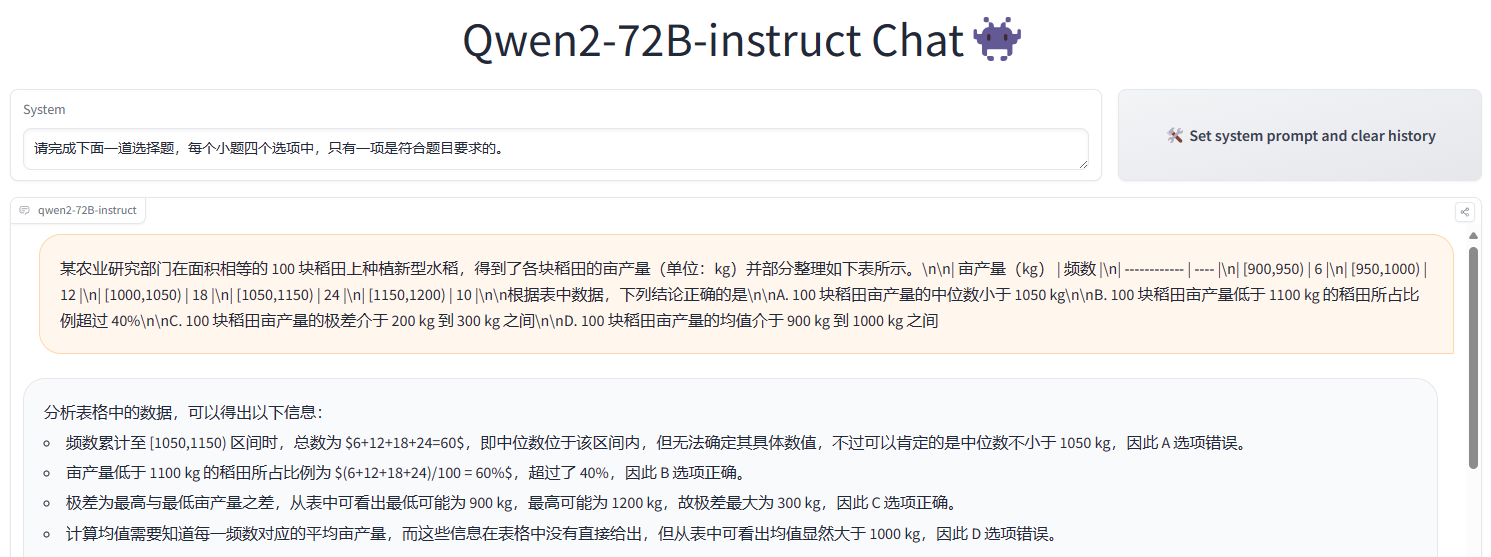 Qwen2-72B-instruct Chat
System
请完成下面一道选择题，每个小题四个选项中，只有一项是符合题目要求的。
Set system prompt and clear history
qwen2-72B-instruct
某农业研究部门在面积相等的 100 块稻田上种植新型水稻，得到了各块稻田的亩产量（单位：kg）并部分整理如下表所示。\n\n| 亩产量（kg） | 频数 |\n| ------------ | ---- |\n| [900,950) | 6 |\n| [950,1000) |
12 |\n| [1000,1050) | 18 |\n| [1050,1150) | 24 |\n| [1150,1200) | 10 |\n\n根据表中数据，下列结论正确的是\n\nA. 100 块稻田亩产量的中位数小于 1050 kg\n\nB. 100 块稻田亩产量低于 1100 kg 的稻田所占比
例超过 40%\n\nC. 100 块稻田亩产量的极差介于 200 kg 到 300 kg 之间\n\nD. 100 块稻田亩产量的均值介于 900 kg 到 1000 kg 之间
分析表格中的数据，可以得出以下信息：
频数累计至 [1050,1150) 区间时，总数为 $6+12+18+24=60$，即中位数位于该区间内，但无法确定其具体数值，不过可以肯定的是中位数不小于 1050 kg，因此 A 选项错误。
亩产量低于 1100 kg 的稻田所占比例为 $(6+12+18+24)/100 = 60%$，超过了 40%，因此 B 选项正确。
极差为最高与最低亩产量之差，从表中可看出最低可能为 900 kg，最高可能为 1200 kg，故极差最大为 300 kg，因此 C 选项正确。
计算均值需要知道每一频数对应的平均亩产量，而这些信息在表格中没有直接给出，但从表中可看出均值显然大于 1000 kg，因此 D 选项错误。